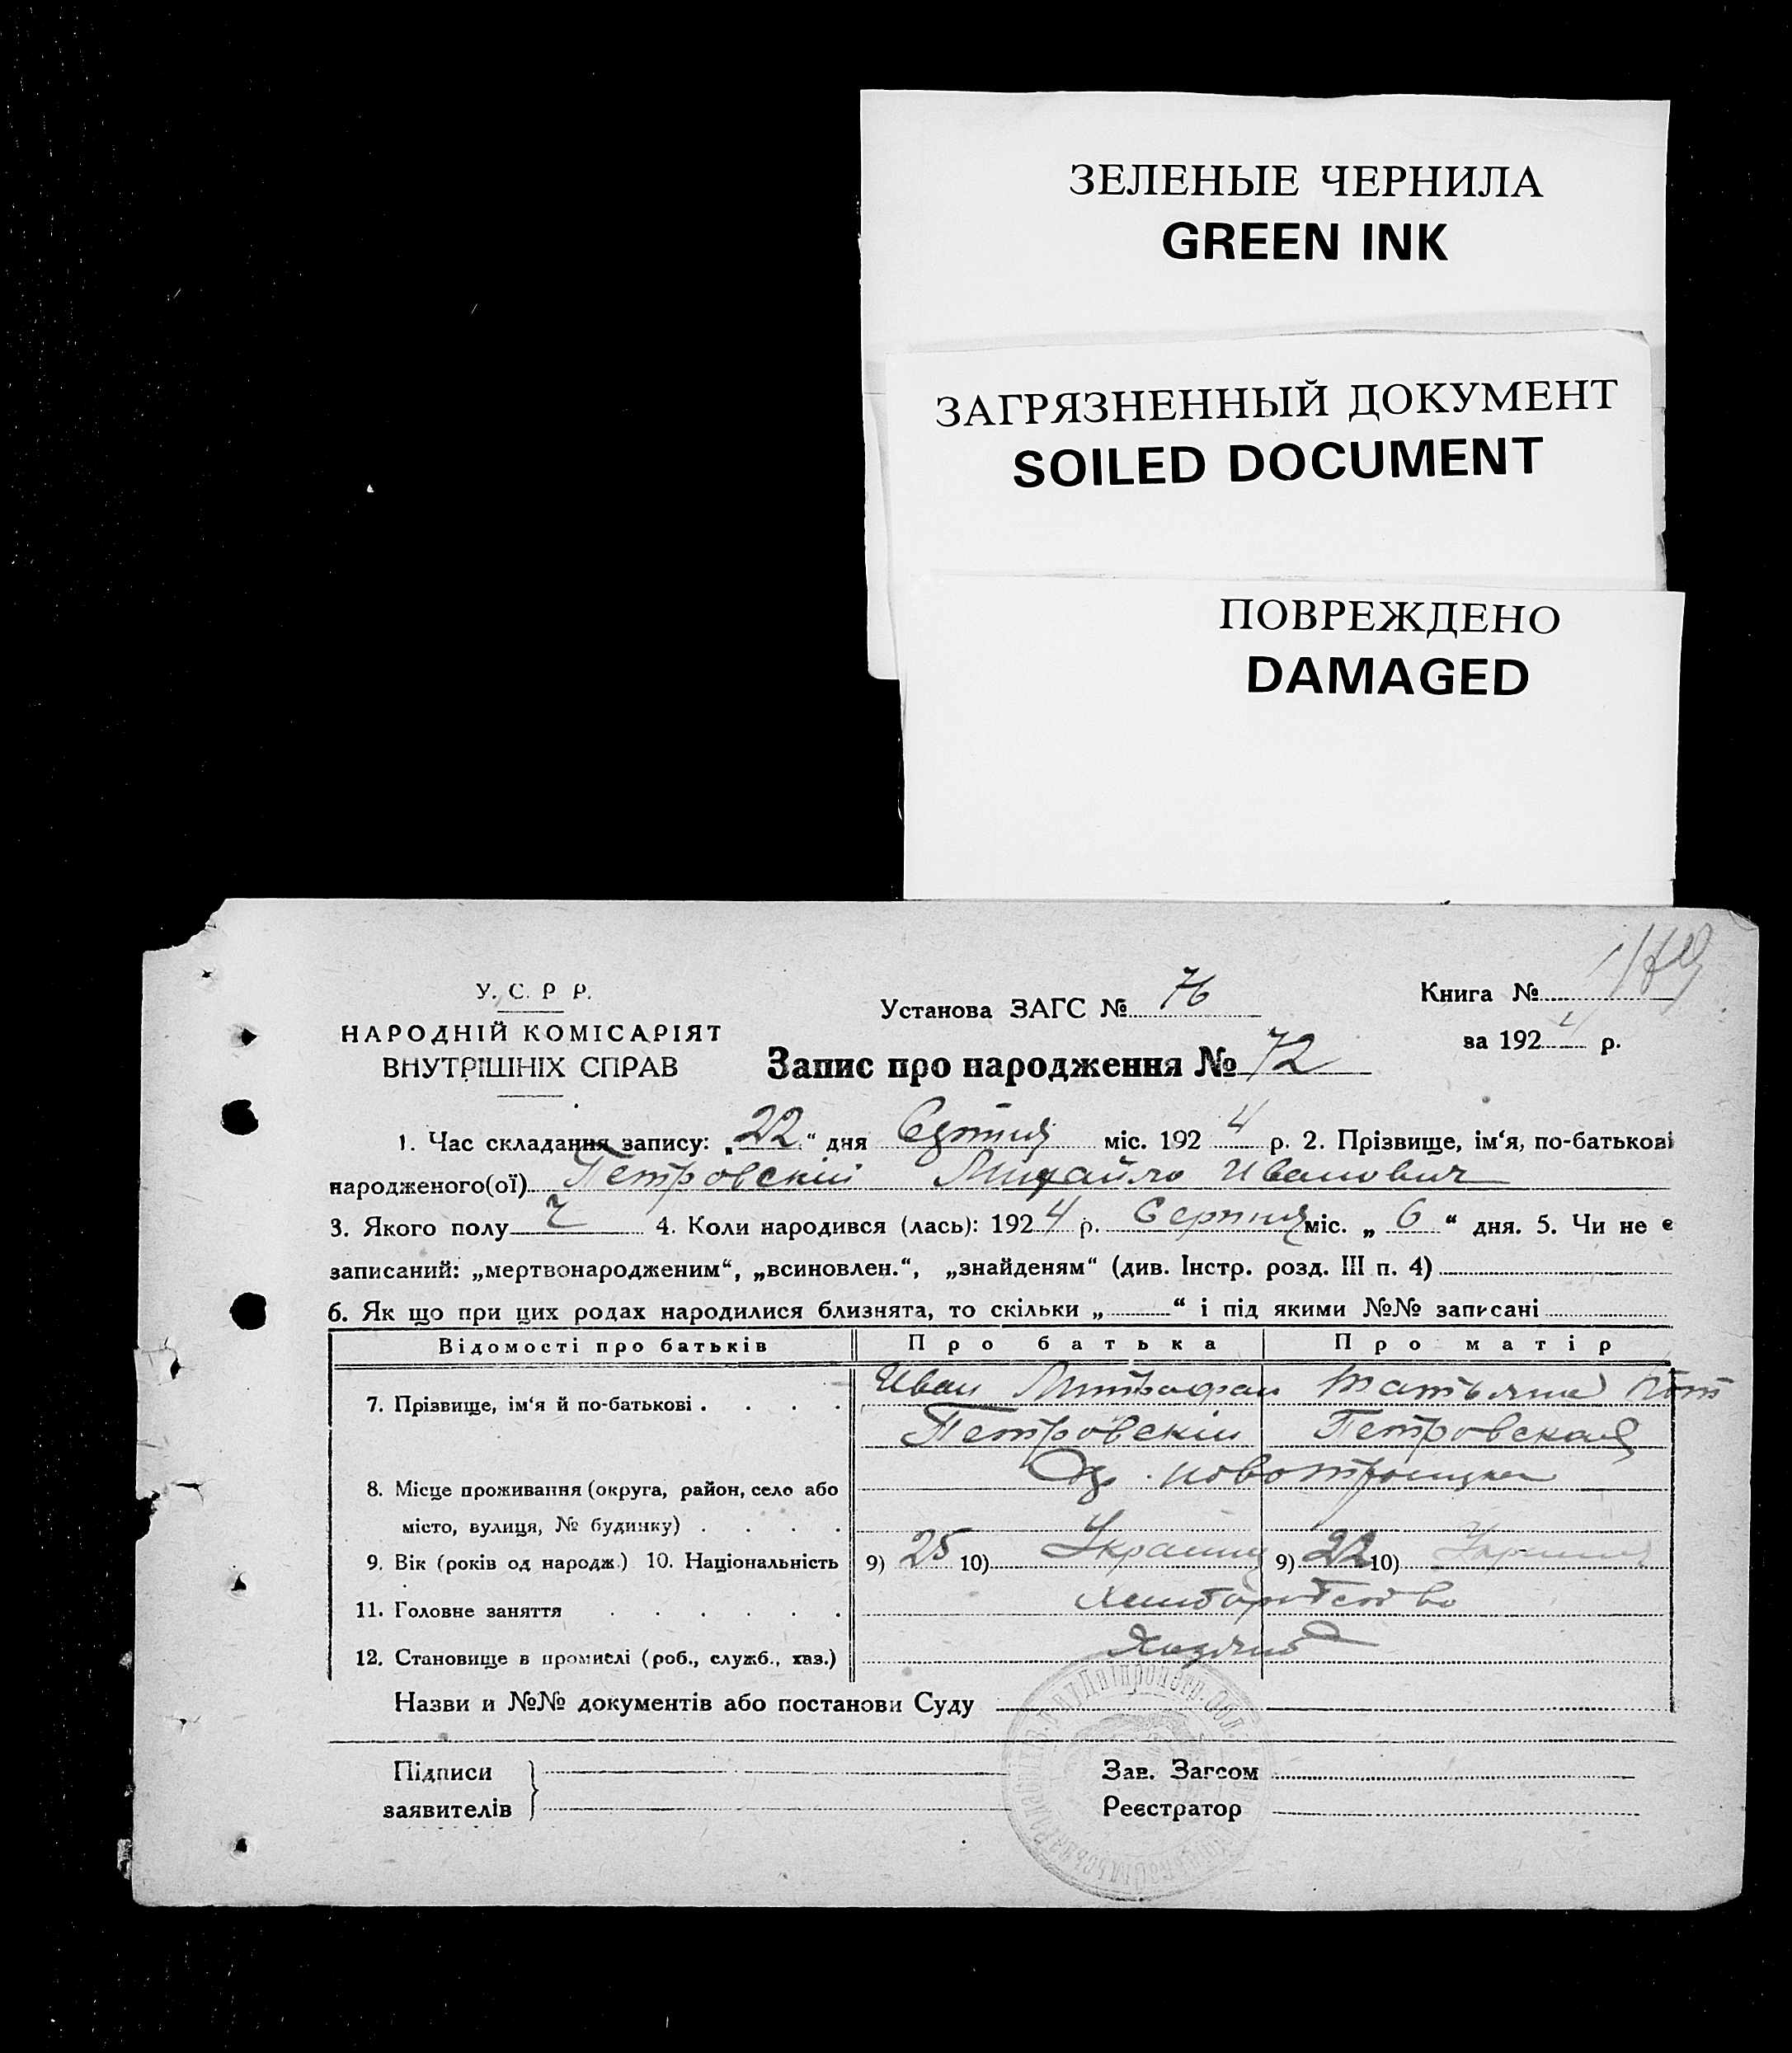 ЗЕЛЕНЫЕ ЧЕРНИЛА
GREEN INK
ЗАГРЯЗНЕННЫЙ ДОКУМЕНТ
SOILED DOCUMENT
ПОВРЕЖДЕНО
DAMAGED
У. С. Р Р.
НАРОДНІЙ КОМІСАРІЯТ
ВНУТРІШНІХ СПРАВ
Установа ЗАГС № 76
Запис про народження № 72
Книга №
за 1924 р.
1. Час складання запису: „22“ дня міс. 1924 р. 2. Прізвище, ім‘я, по-батькові
народженого(ої) Петровскій Михайло Иванович
3. Якого полу ч 4. Коли народився (лась): 1924 р. Серпня міс. „6“ дня. 5. Чи не є
записаний: „мертвонародженим“, „всиновлен.“, „знайденям“ (див. Інстр. розд. III п. 4)
6. Як що при цих родах народилися близнята, то скільки „ “ і під якими №№ записані
Відомості про батьків Про батька Про матір
7. Прізвище, ім‘я й по-батькові . . . . Иван Митрофан Татьяна
Петровскій Петровская
8. Місце проживання (округа, район, село або
місто, вулиця, № будинку) . . . .
9. Вік (років од народж.) 10. Національність 9) 25 10) Украинц 9) 22 10)
11. Головне заняття . . . . . .
12. Становище в промислі (роб., служб., хаз.)
Назви и №№ документів або постанови Суду
Підписи
заявителів
Зав. Загсом
Реєстратор